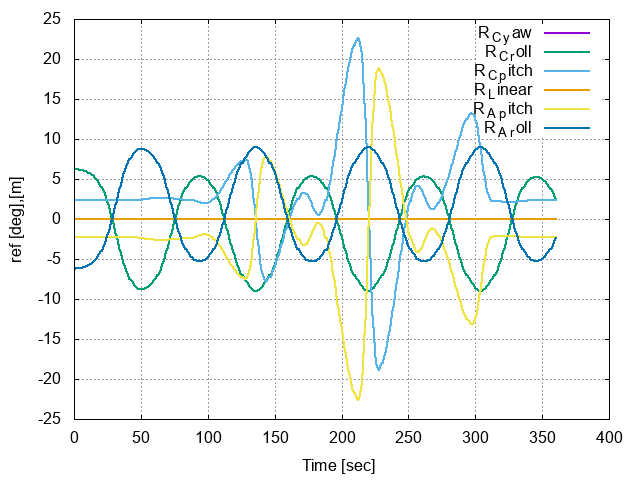 25
20
15
10
5
0
-5
-10
-15
-20
-25
0 50 100 150 200 250 300 350 400
ref [deg],[m]
Time [sec]
R_Cyaw
R_Croll
R_Cpitch
R_Linear
R_Apitch
R_Aroll